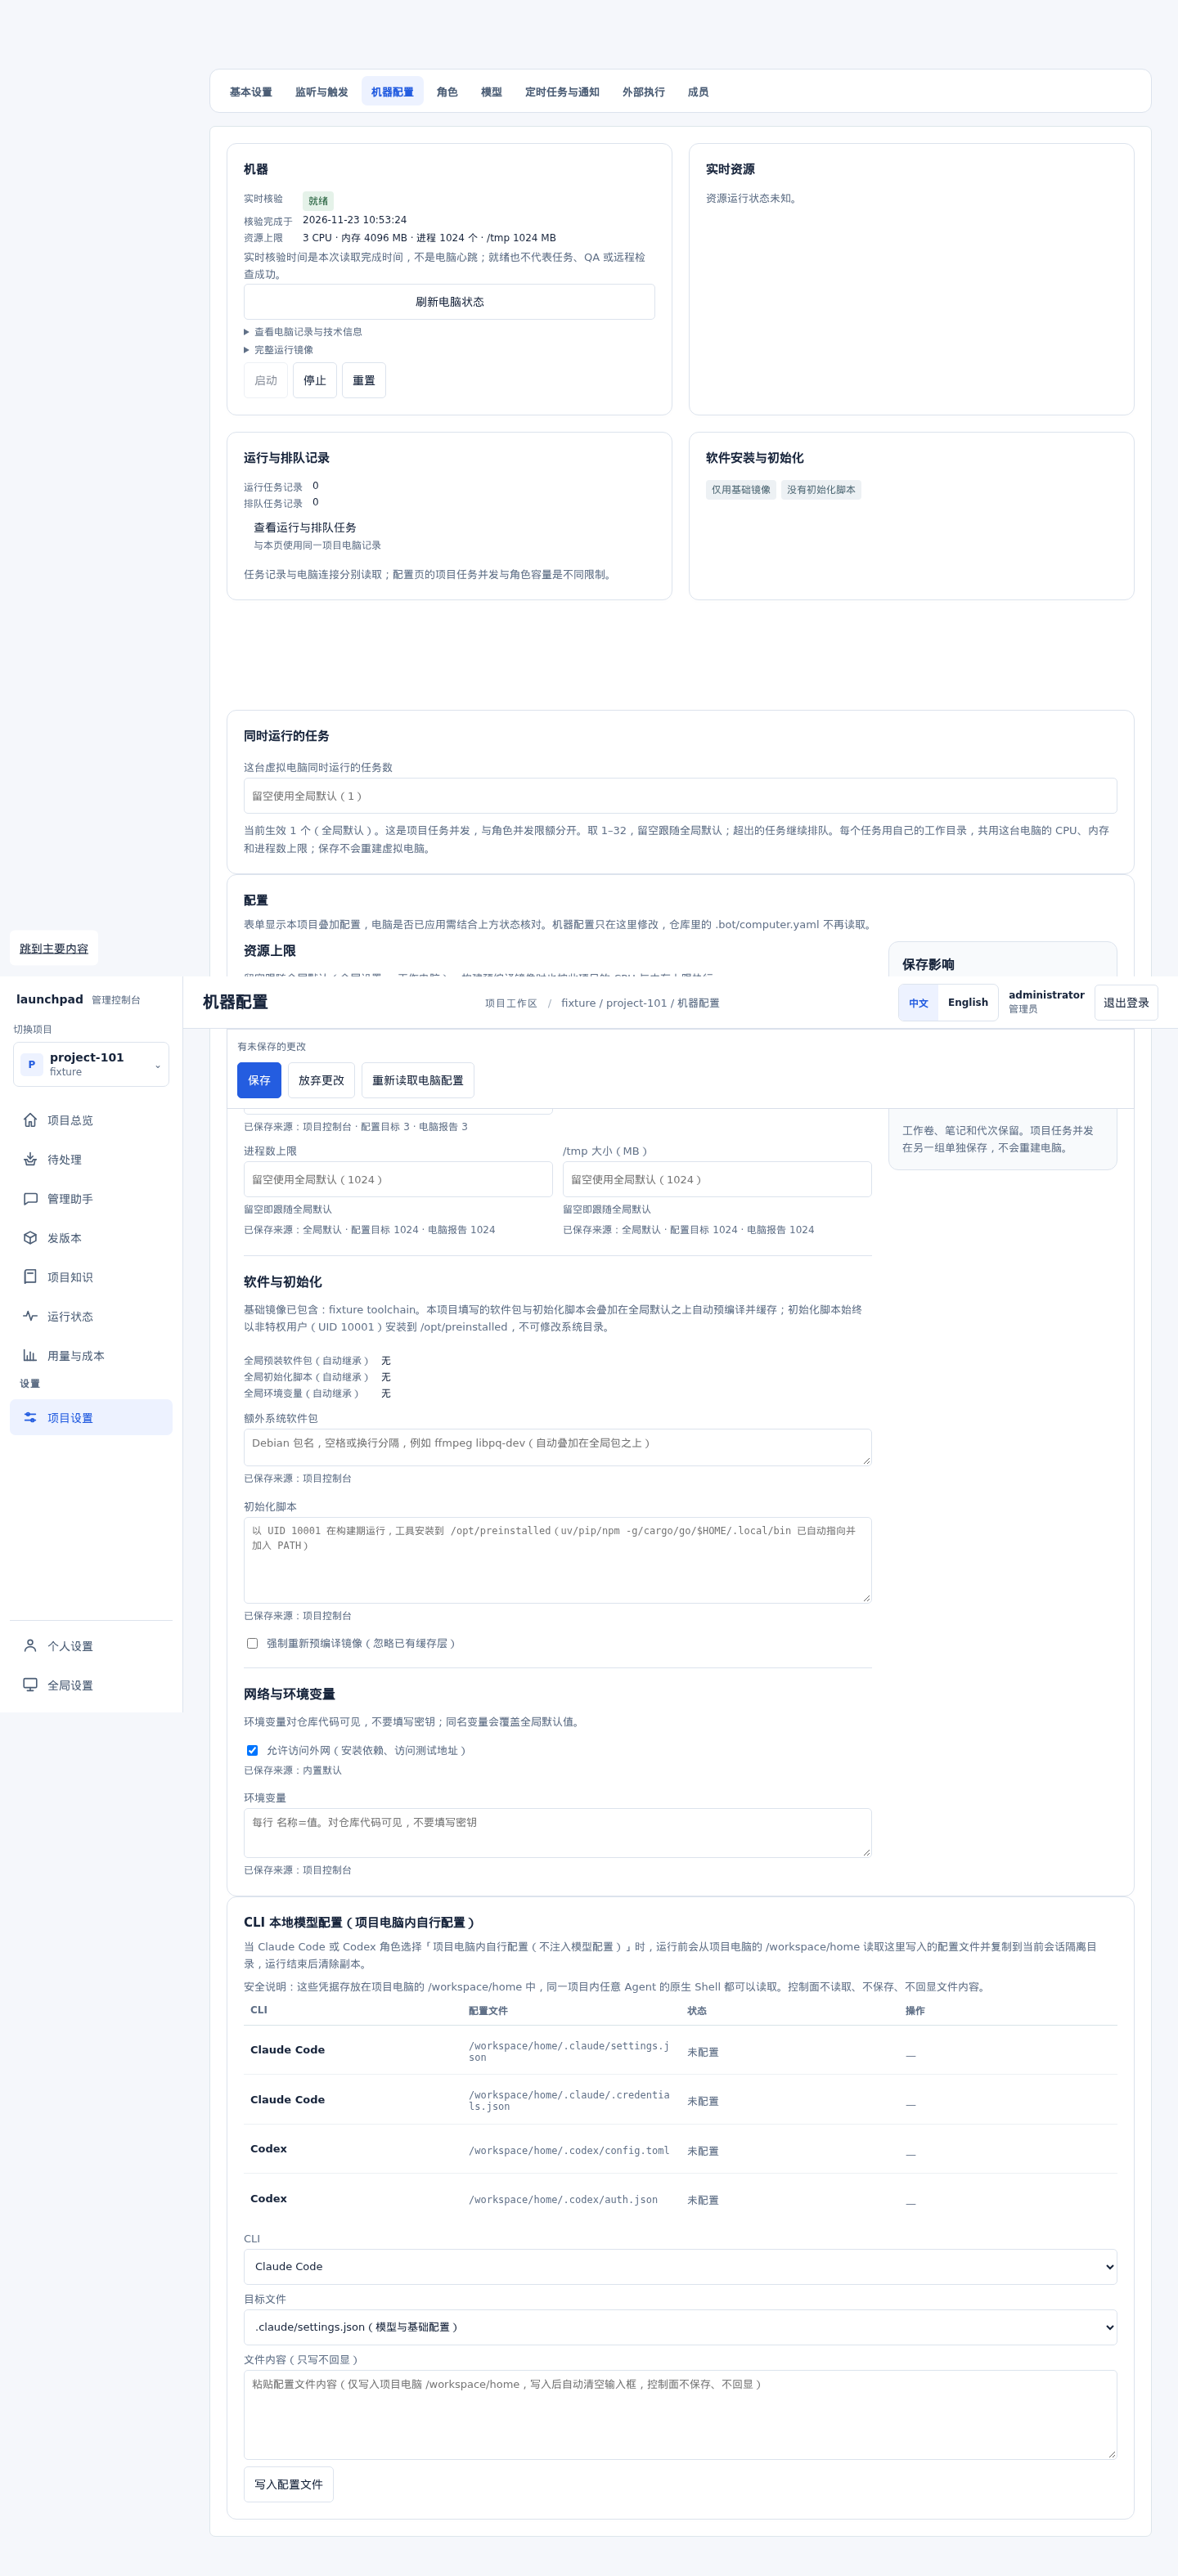 基本设置
监听与触发
机器配置
角色
模型
定时任务与通知
外部执行
成员
机器
实时核验
就绪
核验完成于
2026-11-23 10:53:24
资源上限
3 CPU · 内存 4096 MB · 进程 1024 个 · /tmp 1024 MB
实时核验时间是本次读取完成时间，不是电脑心跳；就绪也不代表任务、QA 或远程检
查成功。
刷新电脑状态
查看电脑记录与技术信息
完整运行镜像
启动
停止
重置
实时资源
资源运行状态未知。
运行与排队记录
运行任务记录
0
排队任务记录
0
查看运行与排队任务
与本页使用同一项目电脑记录
任务记录与电脑连接分别读取；配置页的项目任务并发与角色容量是不同限制。
软件安装与初始化
仅用基础镜像
没有初始化脚本
同时运行的任务
这台虚拟电脑同时运行的任务数
留空使用全局默认（1）
当前生效 1 个（全局默认）。这是项目任务并发，与角色并发限额分开。取 1–32，留空跟随全局默认；超出的任务继续排队。每个任务用自己的工作目录，共用这台电脑的 CPU、内存
和进程数上限；保存不会重建虚拟电脑。
配置
表单显示本项目叠加配置，电脑是否已应用需结合上方状态核对。机器配置只在这里修改，仓库里的 .bot/computer.yaml 不再读取。
资源上限
保存影响
跳到主要内容
launchpad 管理控制台
切换项目
P
project-101
fixture
项目总览
待处理
管理助手
发版本
项目知识
运行状态
用量与成本
设置
项目设置
个人设置
全局设置
机器配置
项目工作区 / fixture / project-101 / 机器配置
中文
English
administrator
管理员
退出登录
有未保存的更改
保存
放弃更改
重新读取电脑配置
已保存来源：项目控制台 · 配置目标 3 · 电脑报告 3
工作卷、笔记和代次保留。项目任务并发
在另一组单独保存，不会重建电脑。
进程数上限
/tmp 大小（MB）
留空使用全局默认（1024）
留空使用全局默认（1024）
留空即跟随全局默认
留空即跟随全局默认
已保存来源：全局默认 · 配置目标 1024 · 电脑报告 1024
已保存来源：全局默认 · 配置目标 1024 · 电脑报告 1024
软件与初始化
基础镜像已包含：fixture toolchain。本项目填写的软件包与初始化脚本会叠加在全局默认之上自动预编译并缓存；初始化脚本始终
以非特权用户（UID 10001）安装到 /opt/preinstalled，不可修改系统目录。
全局预装软件包（自动继承）
无
全局初始化脚本（自动继承）
无
全局环境变量（自动继承）
无
额外系统软件包
Debian 包名，空格或换行分隔，例如 ffmpeg libpq-dev（自动叠加在全局包之上）
已保存来源：项目控制台
初始化脚本
以 UID 10001 在构建期运行，工具安装到 /opt/preinstalled（uv/pip/npm -g/cargo/go/$HOME/.local/bin 已自动指向并
加入 PATH）
已保存来源：项目控制台
强制重新预编译镜像（忽略已有缓存层）
网络与环境变量
环境变量对仓库代码可见，不要填写密钥；同名变量会覆盖全局默认值。
允许访问外网（安装依赖、访问测试地址）
已保存来源：内置默认
环境变量
每行 名称=值。对仓库代码可见，不要填写密钥
已保存来源：项目控制台
CLI 本地模型配置（项目电脑内自行配置）
当 Claude Code 或 Codex 角色选择「项目电脑内自行配置（不注入模型配置）」时，运行前会从项目电脑的 /workspace/home 读取这里写入的配置文件并复制到当前会话隔离目
录，运行结束后清除副本。
安全说明：这些凭据存放在项目电脑的 /workspace/home 中，同一项目内任意 Agent 的原生 Shell 都可以读取。控制面不读取、不保存、不回显文件内容。
CLI
配置文件
状态
操作
Claude Code
/workspace/home/.claude/settings.j
son
未配置
—
Claude Code
/workspace/home/.claude/.credentia
ls.json
未配置
—
Codex
/workspace/home/.codex/config.toml
未配置
—
Codex
/workspace/home/.codex/auth.json
未配置
—
CLI
Claude Code
目标文件
.claude/settings.json（模型与基础配置）
文件内容（只写不回显）
粘贴配置文件内容（仅写入项目电脑 /workspace/home，写入后自动清空输入框，控制面不保存、不回显）
写入配置文件